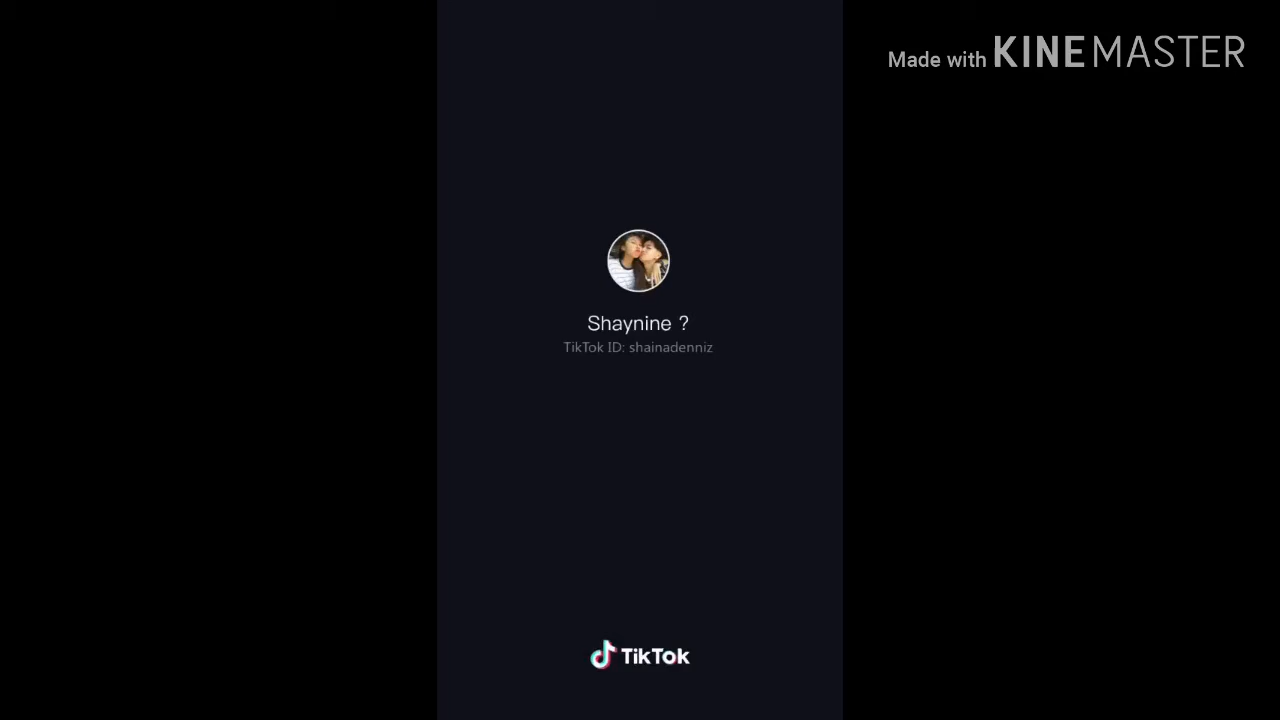 Made with KINEMASTER
Shaynine ?
TikTok ID: shainadenniz
TikTok